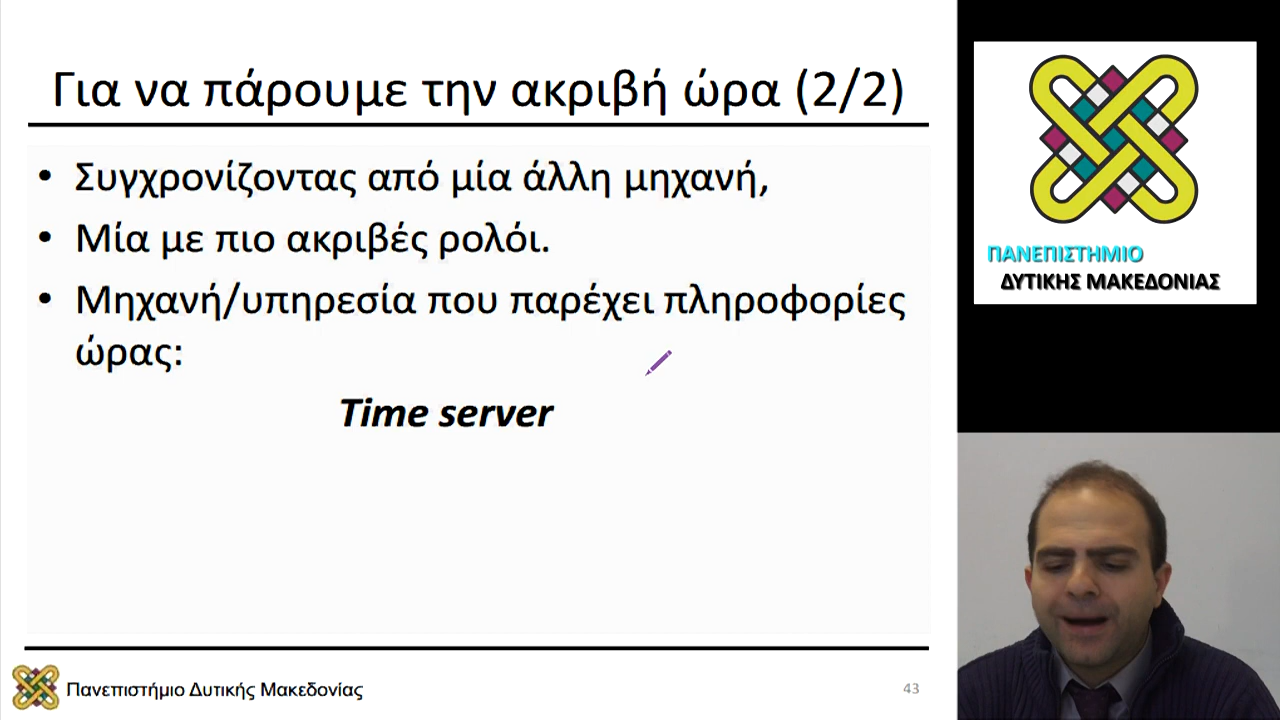 Για να πάρουμε την ακριβή ώρα (2/2)
• Συγχρονίζοντας από μία άλλη μηχανή,
• Μία με πιο ακριβές ρολόι.
• Μηχανή/υπηρεσία που παρέχει πληροφορίες
ώρας:
Time server
Πανεπιστήμιο Δυτικής Μακεδονίας
43
ΠΑΝΕΠΙΣΤΗΜΙΟ
ΔΥΤΙΚΗΣ ΜΑΚΕΔΟΝΙΑΣ